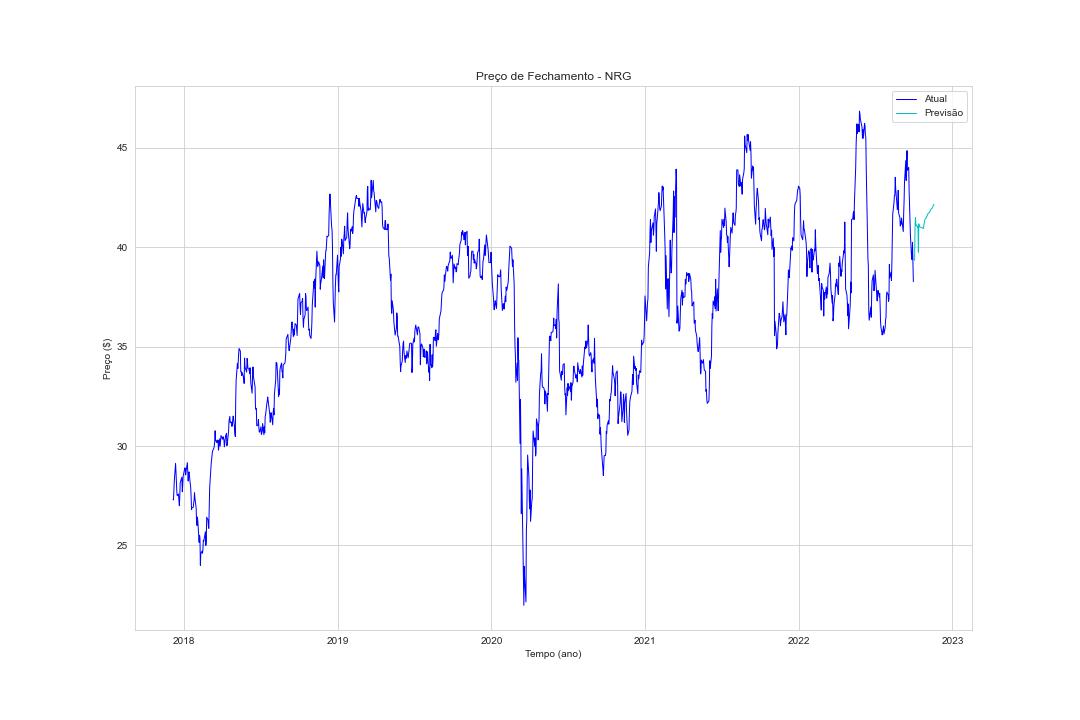 Preço de Fechamento - NRG
Atual
Previsão
45
40
35
30
25
Preço ($)
2018 2019 2020 2021 2022 2023
Tempo (ano)